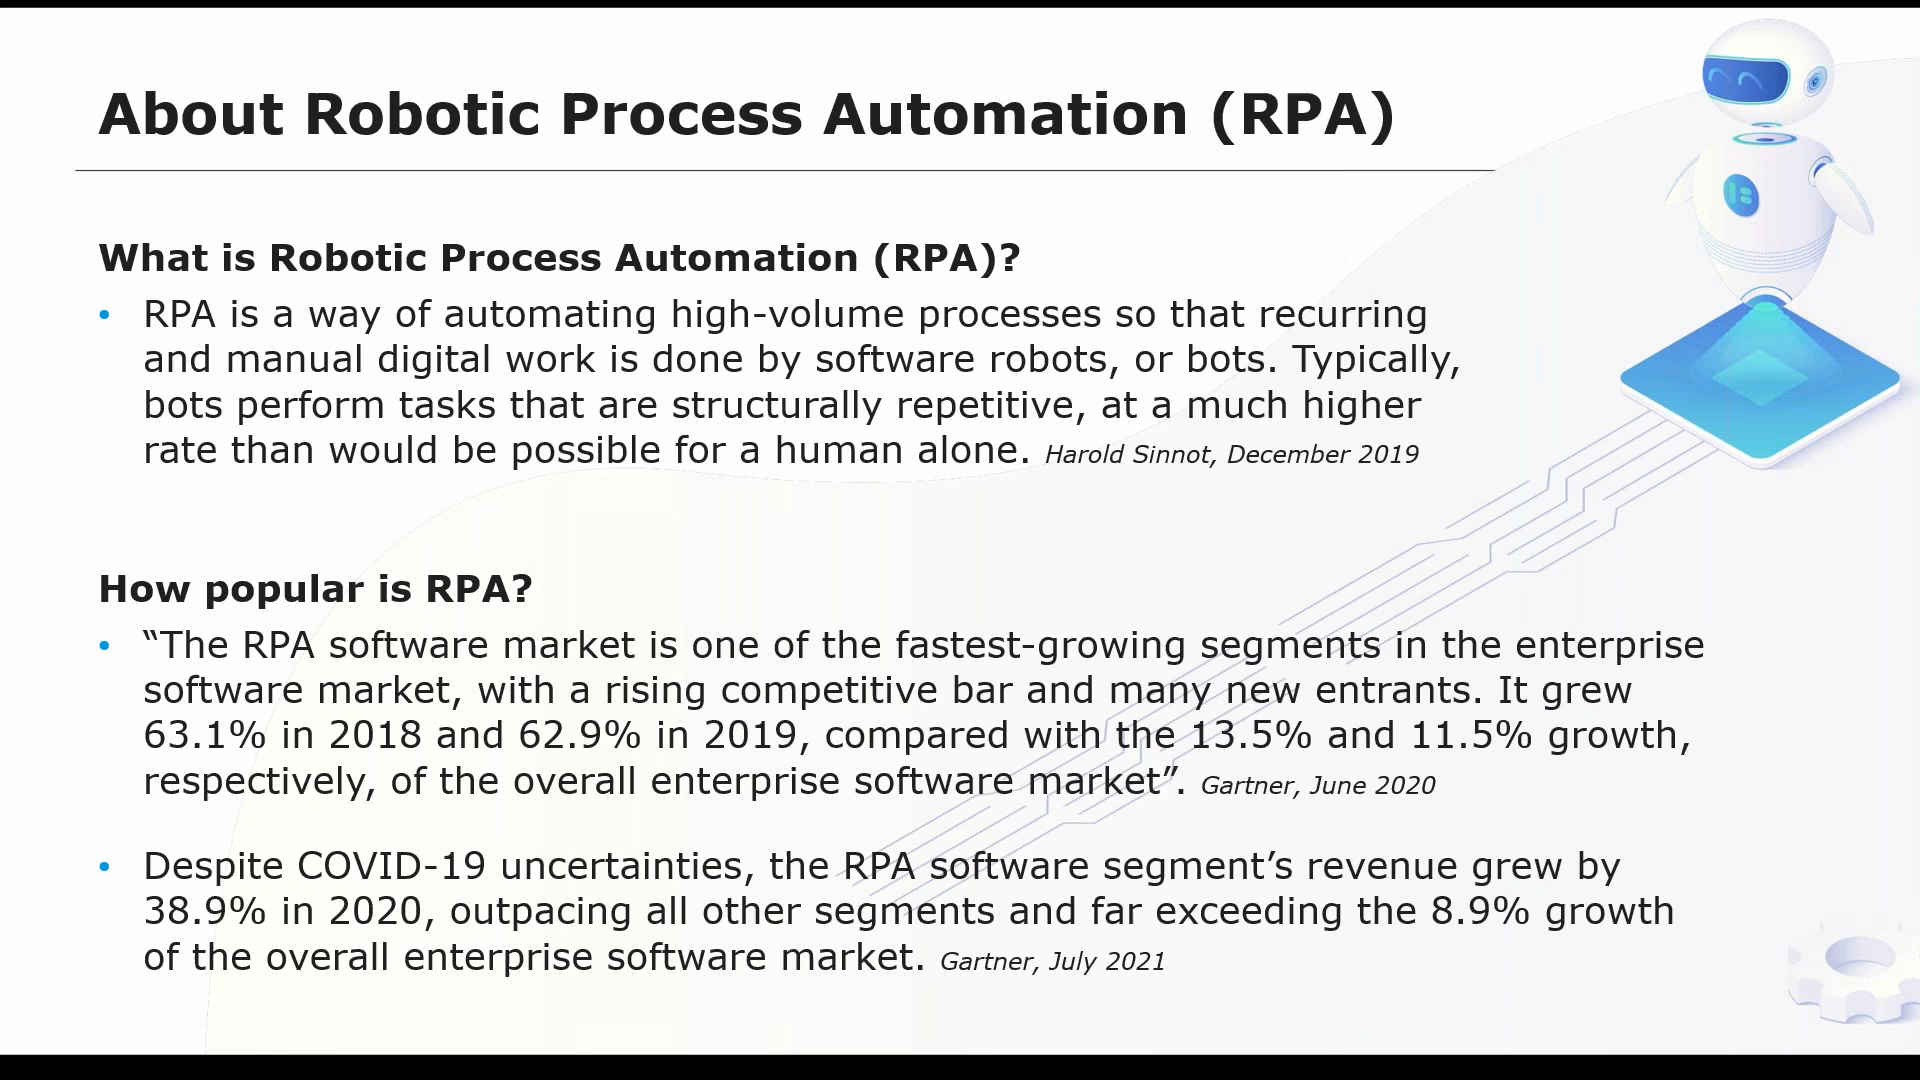 About Robotic Process Automation (RPA)
What is Robotic Process Automation (RPA)?
• RPA is a way of automating high-volume processes so that recurring
and manual digital work is done by software robots, or bots. Typically,
bots perform tasks that are structurally repetitive, at a much higher
rate than would be possible for a human alone. Harold Sinnot, December 2019
How popular is RPA?
• “The RPA software market is one of the fastest-growing segments in the enterprise
software market, with a rising competitive bar and many new entrants. It grew
63.1% in 2018 and 62.9% in 2019, compared with the 13.5% and 11.5% growth,
respectively, of the overall enterprise software market”. Gartner, June 2020
• Despite COVID-19 uncertainties, the RPA software segment’s revenue grew by
38.9% in 2020, outpacing all other segments and far exceeding the 8.9% growth
of the overall enterprise software market. Gartner, July 2021